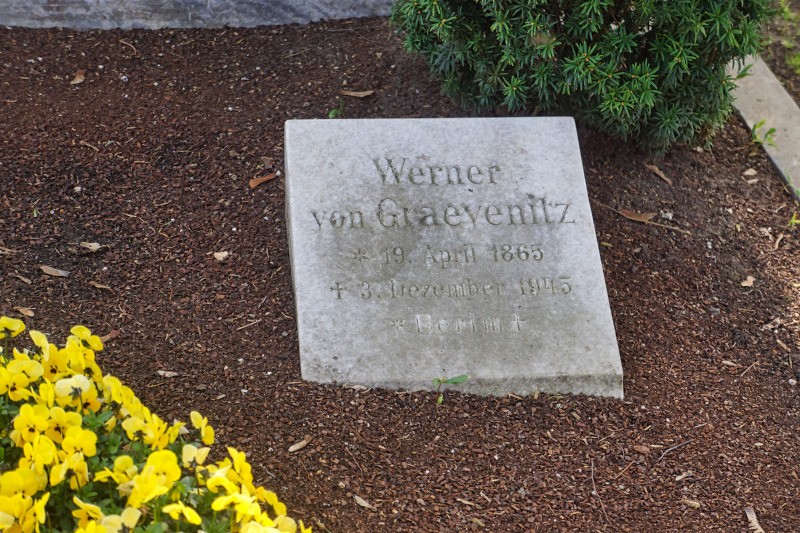 Werner
von Graevenitz
* 19. April 1865
✝ 3. Dezember 1945
* Berlin ✝